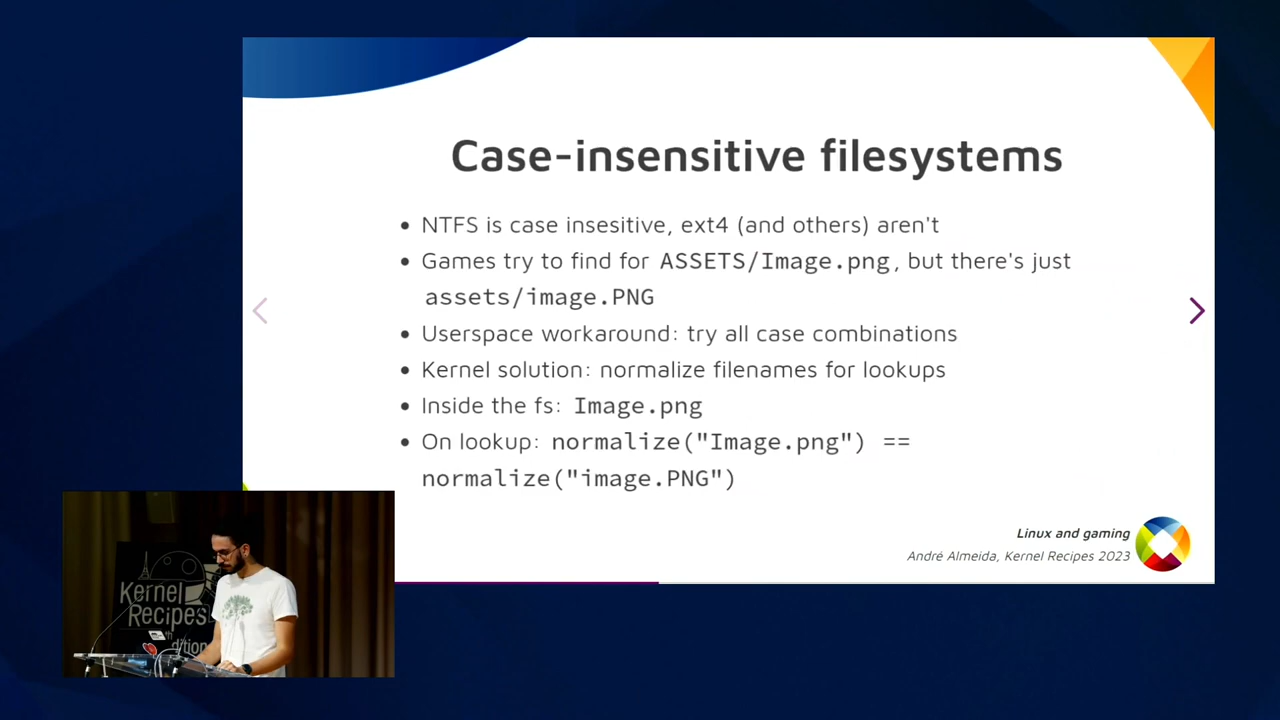 Case-insensitive filesystems
NTFS is case insesitive, ext4 (and others) aren't
Games try to find for ASSETS/Image.png, but there's just
assets/image.PNG
Userspace workaround: try all case combinations
Kernel solution: normalize filenames for lookups
Inside the fs: Image.png
On lookup: normalize("Image.png") ==
normalize("image.PNG")
Linux and gaming
André Almeida, Kernel Recipes 2023
Kernel
Recipes